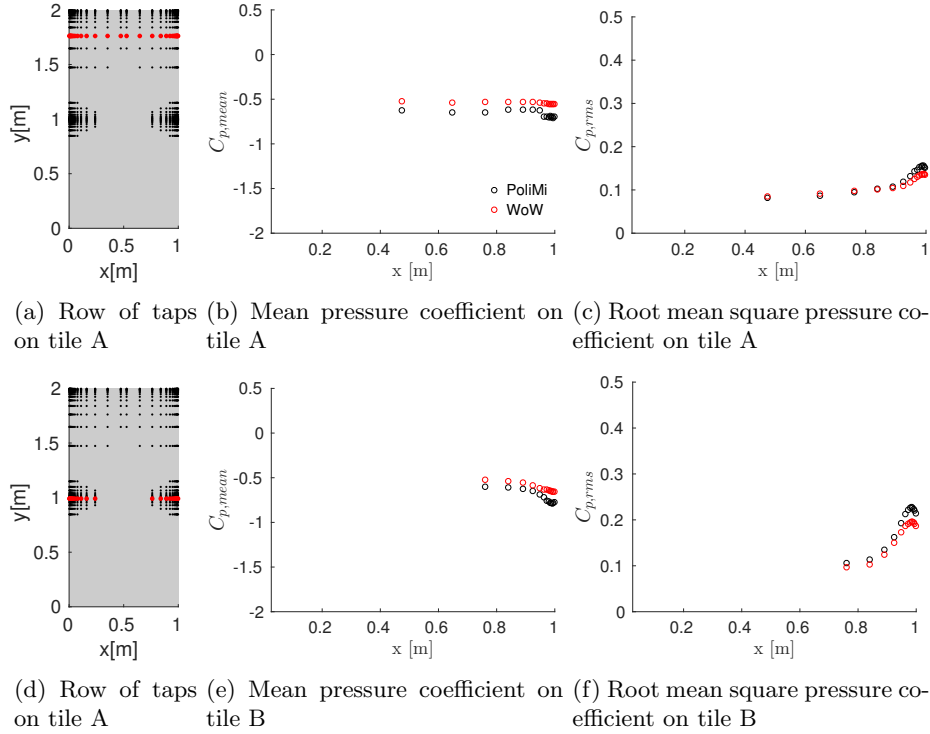 2
1.5
1
0.5
0
y[m]
0 0.5 1
x[m]
0.5
0
-0.5
-1
-1.5
-2
C_{p,mean}
PoliMi
WoW
0.2 0.4 0.6 0.8 1
x [m]
0.5
0.4
0.3
0.2
0.1
0
C_{p,rms}
0.2 0.4 0.6 0.8 1
x [m]
(a) Row of taps
on tile A
(b) Mean pressure coefficient on
tile A
(c) Root mean square pressure co-
efficient on tile A
2
1.5
1
0.5
0
y[m]
0 0.5 1
x[m]
0.5
0
-0.5
-1
-1.5
-2
C_{p,mean}
0.2 0.4 0.6 0.8 1
x [m]
0.5
0.4
0.3
0.2
0.1
0
C_{p,rms}
0.2 0.4 0.6 0.8 1
x [m]
(d) Row of taps
on tile A
(e) Mean pressure coefficient on
tile B
(f) Root mean square pressure co-
efficient on tile B